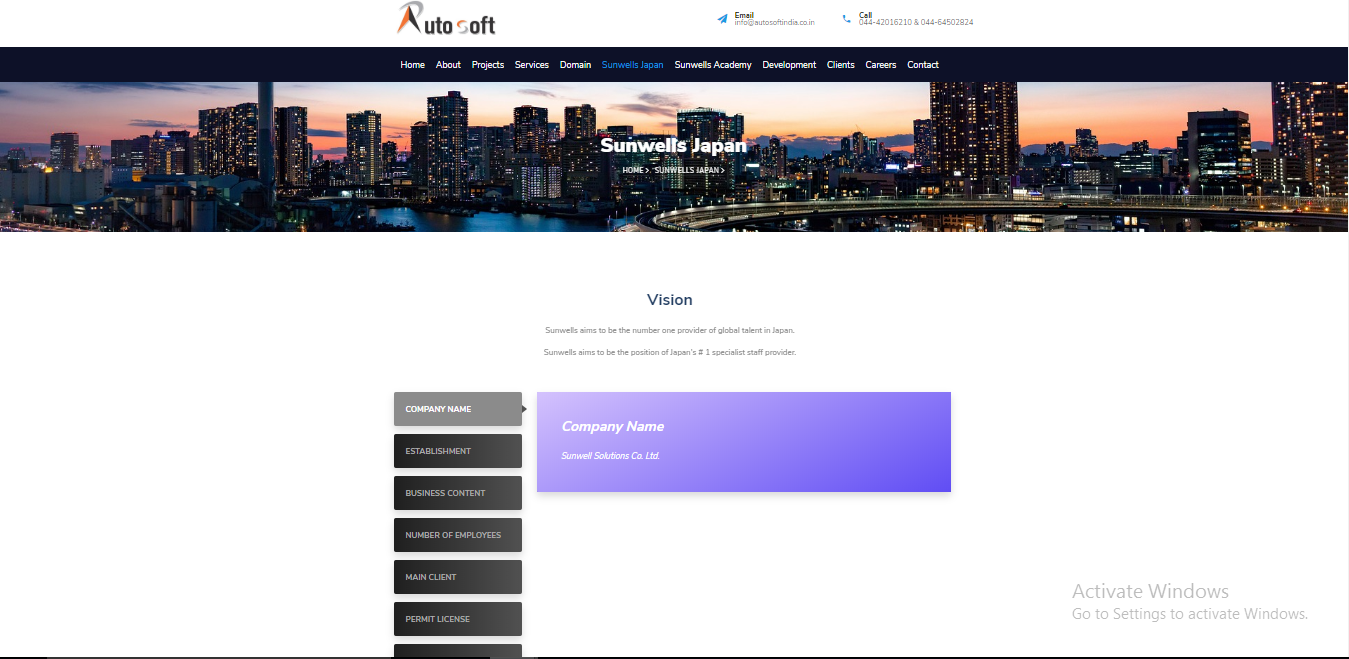 Autosoft
Email
info@autosoftindia.co.in
Call
044-42016210 & 044-64502824
Home About Projects Services Domain Sunwells Japan Sunwells Academy Development Clients Careers Contact
Sunwells Japan
HOME > SUNWELLS JAPAN >
Vision
Sunwells aims to be the number one provider of global talent in Japan.
Sunwells aims to be the position of Japan's # 1 specialist staff provider.
COMPANY NAME
ESTABLISHMENT
BUSINESS CONTENT
NUMBER OF EMPLOYEES
MAIN CLIENT
PERMIT LICENSE
Company Name
Sunwell Solutions Co. Ltd.
Activate Windows
Go to Settings to activate Windows.